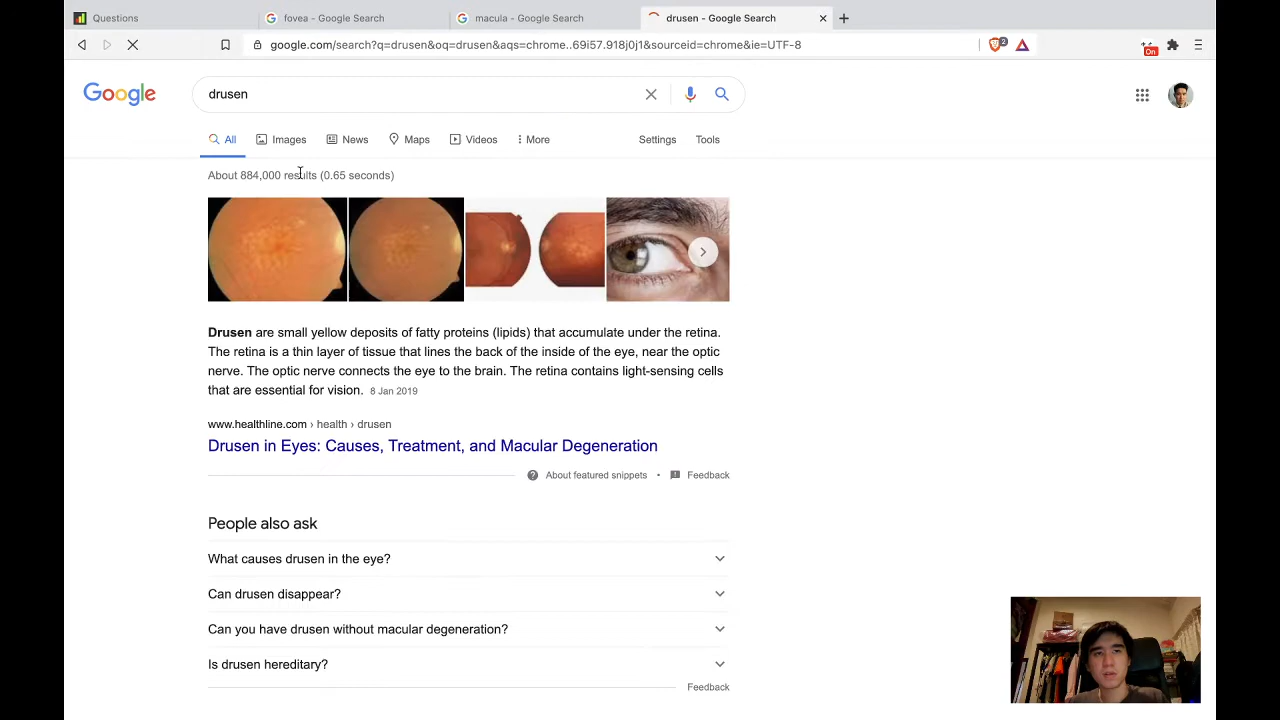 Questions
fovea - Google Search
macula - Google Search
drusen - Google Search
google.com/search?q=drusen&oq=drusen&aqs=chrome..69i57.918j0j1&sourceid=chrome&ie=UTF-8
2
On
Google
drusen
All
Images
News
Maps
Videos
More
Settings
Tools
About 884,000 results (0.65 seconds)
Drusen are small yellow deposits of fatty proteins (lipids) that accumulate under the retina.
The retina is a thin layer of tissue that lines the back of the inside of the eye, near the optic
nerve. The optic nerve connects the eye to the brain. The retina contains light-sensing cells
that are essential for vision. 8 Jan 2019
www.healthline.com › health › drusen
Drusen in Eyes: Causes, Treatment, and Macular Degeneration
About featured snippets • Feedback
People also ask
What causes drusen in the eye?
Can drusen disappear?
Can you have drusen without macular degeneration?
Is drusen hereditary?
Feedback